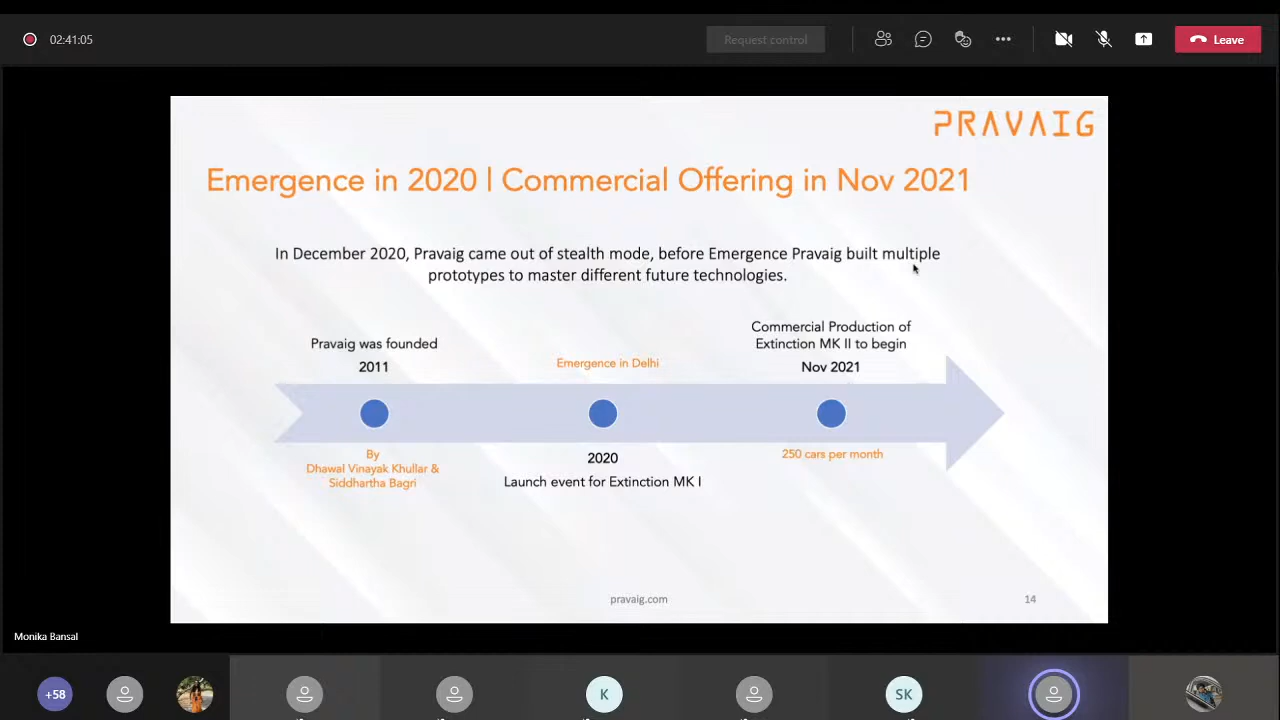 02:41:05
Request control
Leave
PRAVAIG
Emergence in 2020 | Commercial Offering in Nov 2021
In December 2020, Pravaig came out of stealth mode, before Emergence Pravaig built multiple
prototypes to master different future technologies.
Pravaig was founded
2011
By
Dhawal Vinayak Khullar &
Siddhartha Bagri
Emergence in Delhi
2020
Launch event for Extinction MK I
Commercial Production of
Extinction MK II to begin
Nov 2021
250 cars per month
pravaig.com
14
Monika Bansal
+58
K
SK